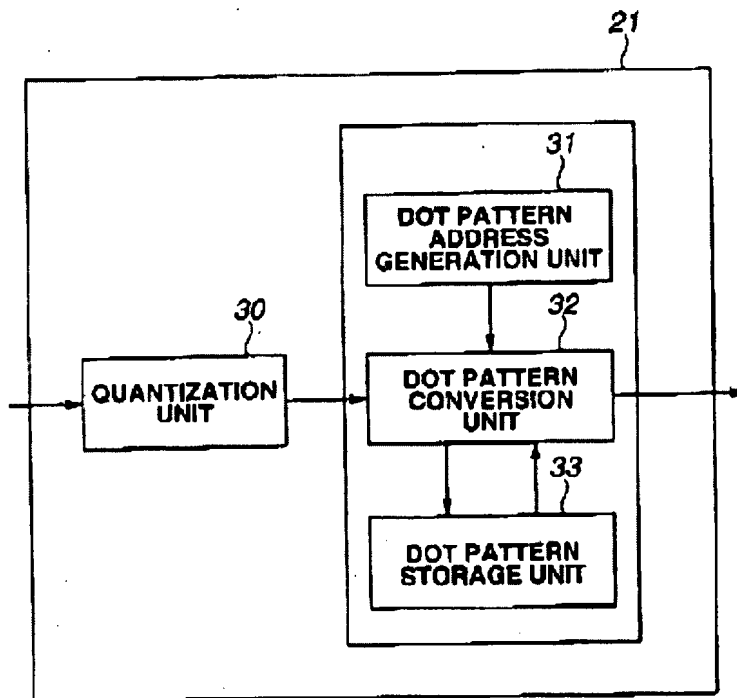 21
31
DOT PATTERN
ADDRESS
GENERATION UNIT
30
32
QUANTIZATION
UNIT
DOT PATTERN
CONVERSION
UNIT
33
DOT PATTERN
STORAGE UNIT